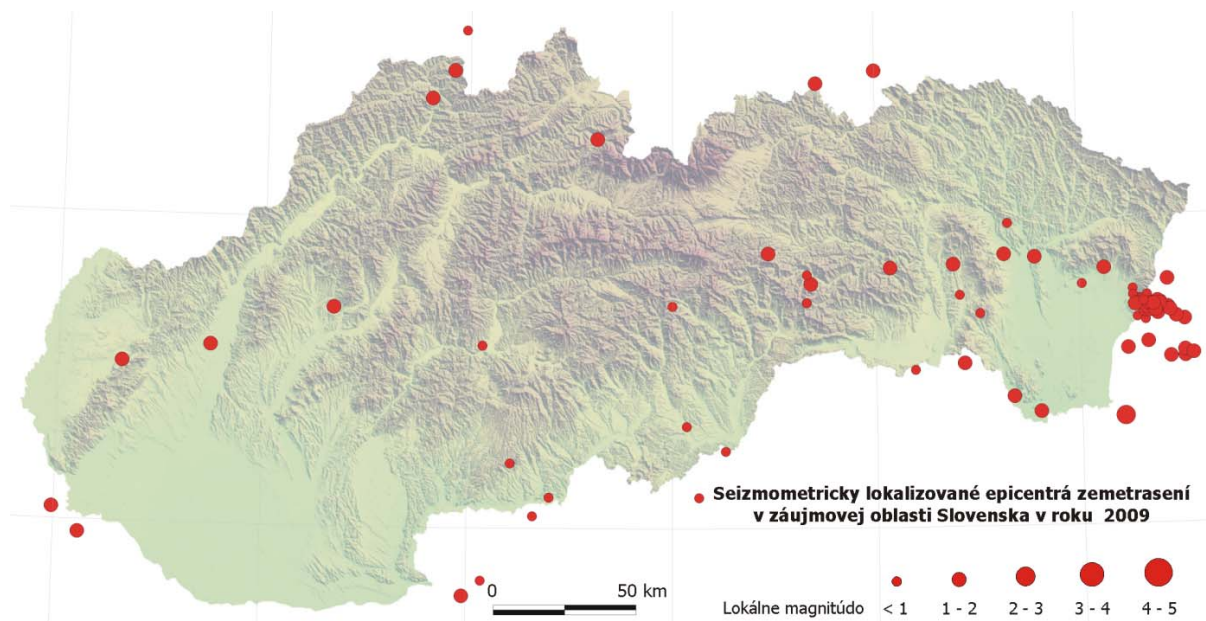 Seizmometricky lokalizované epicentrá zemetrasení
v záujmovej oblasti Slovenska v roku 2009
0 50 km
Lokálne magnitúdo < 1 1 - 2 2 - 3 3 - 4 4 - 5